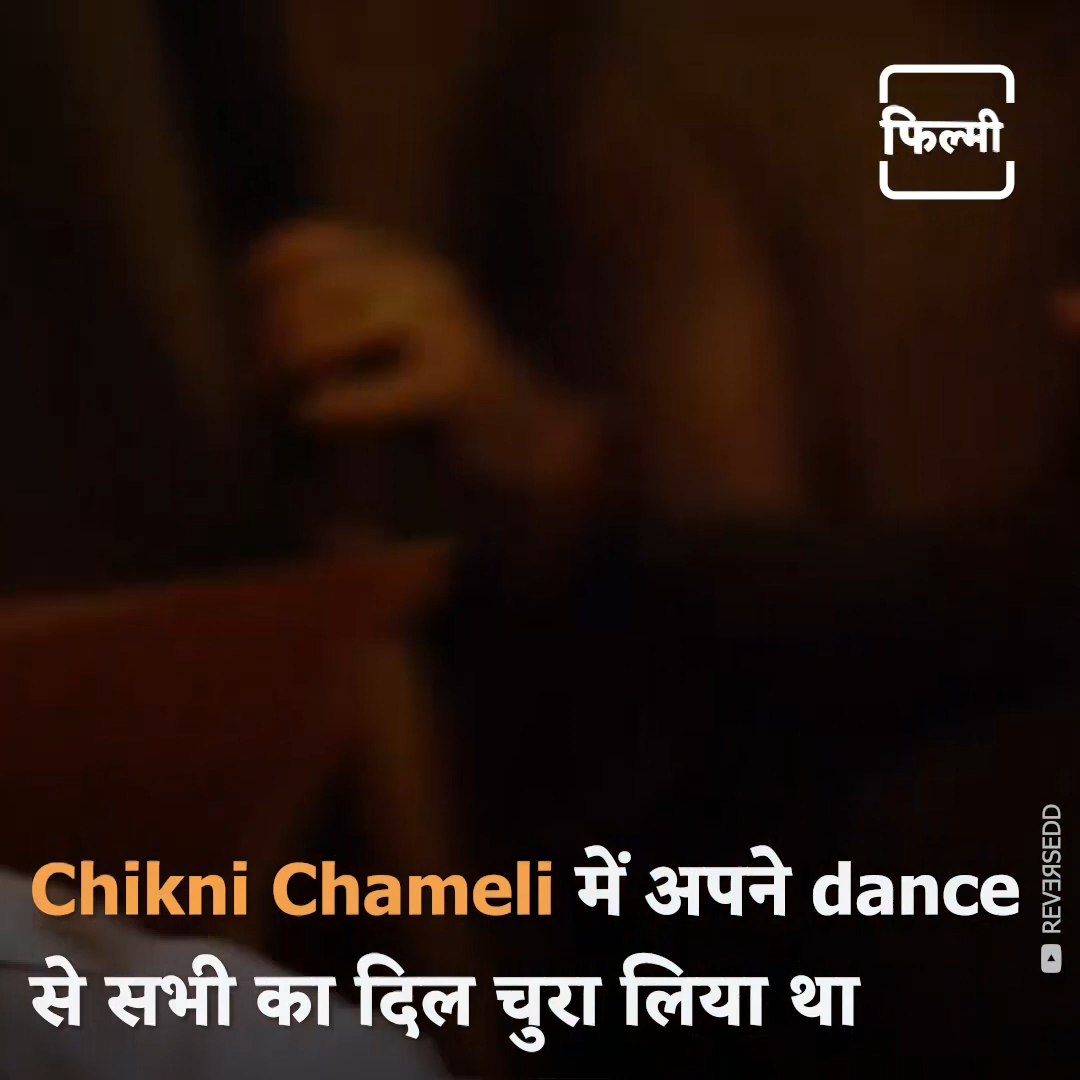 फिल्मी
Chikni Chameli में अपने dance
से सभी का दिल चुरा लिया था
REVERSEDD